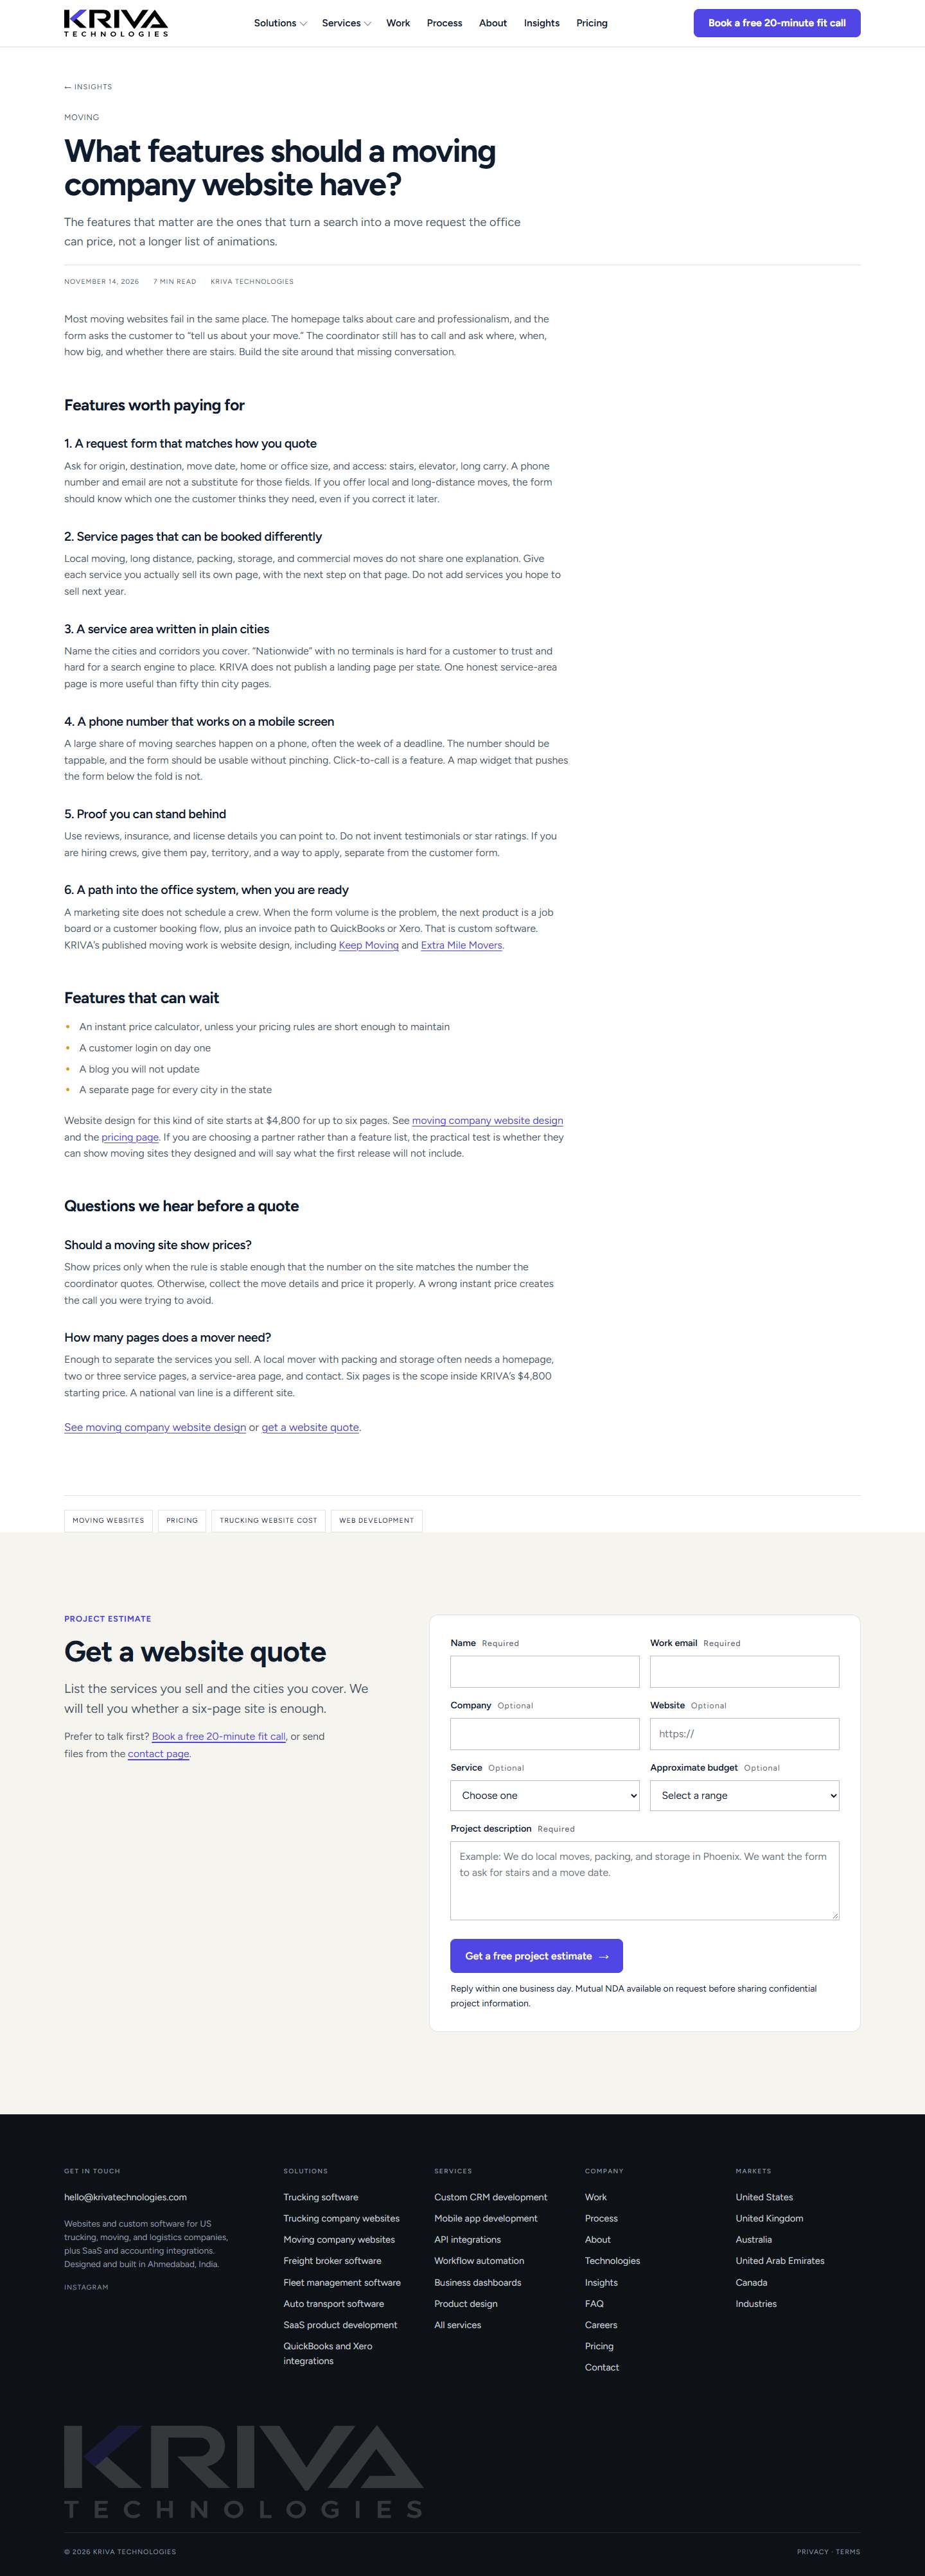 KRIVA
TECHNOLOGIES
Solutions
Services
Work
Process
About
Insights
Pricing
Book a free 20-minute fit call
← INSIGHTS
MOVING
What features should a moving
company website have?
The features that matter are the ones that turn a search into a move request the office
can price, not a longer list of animations.
NOVEMBER 14, 2026 7 MIN READ KRIVA TECHNOLOGIES
Most moving websites fail in the same place. The homepage talks about care and professionalism, and the
form asks the customer to “tell us about your move.” The coordinator still has to call and ask where, when,
how big, and whether there are stairs. Build the site around that missing conversation.
Features worth paying for
1. A request form that matches how you quote
Ask for origin, destination, move date, home or office size, and access: stairs, elevator, long carry. A phone
number and email are not a substitute for those fields. If you offer local and long-distance moves, the form
should know which one the customer thinks they need, even if you correct it later.
2. Service pages that can be booked differently
Local moving, long distance, packing, storage, and commercial moves do not share one explanation. Give
each service you actually sell its own page, with the next step on that page. Do not add services you hope to
sell next year.
3. A service area written in plain cities
Name the cities and corridors you cover. “Nationwide” with no terminals is hard for a customer to trust and
hard for a search engine to place. KRIVA does not publish a landing page per state. One honest service-area
page is more useful than fifty thin city pages.
4. A phone number that works on a mobile screen
A large share of moving searches happen on a phone, often the week of a deadline. The number should be
tappable, and the form should be usable without pinching. Click-to-call is a feature. A map widget that pushes
the form below the fold is not.
5. Proof you can stand behind
Use reviews, insurance, and license details you can point to. Do not invent testimonials or star ratings. If you
are hiring crews, give them pay, territory, and a way to apply, separate from the customer form.
6. A path into the office system, when you are ready
A marketing site does not schedule a crew. When the form volume is the problem, the next product is a job
board or a customer booking flow, plus an invoice path to QuickBooks or Xero. That is custom software.
KRIVA’s published moving work is website design, including Keep Moving and Extra Mile Movers.
Features that can wait
• An instant price calculator, unless your pricing rules are short enough to maintain
• A customer login on day one
• A blog you will not update
• A separate page for every city in the state
Website design for this kind of site starts at $4,800 for up to six pages. See moving company website design
and the pricing page. If you are choosing a partner rather than a feature list, the practical test is whether they
can show moving sites they designed and will say what the first release will not include.
Questions we hear before a quote
Should a moving site show prices?
Show prices only when the rule is stable enough that the number on the site matches the number the
coordinator quotes. Otherwise, collect the move details and price it properly. A wrong instant price creates
the call you were trying to avoid.
How many pages does a mover need?
Enough to separate the services you sell. A local mover with packing and storage often needs a homepage,
two or three service pages, a service-area page, and contact. Six pages is the scope inside KRIVA’s $4,800
starting price. A national van line is a different site.
See moving company website design or get a website quote.
MOVING WEBSITES
PRICING
TRUCKING WEBSITE COST
WEB DEVELOPMENT
PROJECT ESTIMATE
Get a website quote
List the services you sell and the cities you cover. We
will tell you whether a six-page site is enough.
Prefer to talk first? Book a free 20-minute fit call, or send
files from the contact page.
Name Required
Work email Required
Company Optional
Website Optional
https://
Service Optional
Approximate budget Optional
Choose one
Select a range
Project description Required
Example: We do local moves, packing, and storage in Phoenix. We want the form
to ask for stairs and a move date.
Get a free project estimate →
Reply within one business day. Mutual NDA available on request before sharing confidential
project information.
GET IN TOUCH
hello@krivatechnologies.com
Websites and custom software for US
trucking, moving, and logistics companies,
plus SaaS and accounting integrations.
Designed and built in Ahmedabad, India.
INSTAGRAM
SOLUTIONS
Trucking software
Trucking company websites
Moving company websites
Freight broker software
Fleet management software
Auto transport software
SaaS product development
QuickBooks and Xero
integrations
SERVICES
Custom CRM development
Mobile app development
API integrations
Workflow automation
Business dashboards
Product design
All services
COMPANY
Work
Process
About
Technologies
Insights
FAQ
Careers
Pricing
Contact
MARKETS
United States
United Kingdom
Australia
United Arab Emirates
Canada
Industries
KRIVA
TECHNOLOGIES
© 2026 KRIVA TECHNOLOGIES
PRIVACY · TERMS